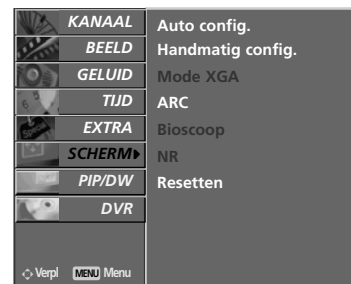 KANAAL
BEELD
GELUID
TIJD
EXTRA
SCHERM
PIP/DW
DVR
Verpl MENU Menu
Auto config.
Handmatig config.
Mode XGA
ARC
Bioscoop
NR
Resetten